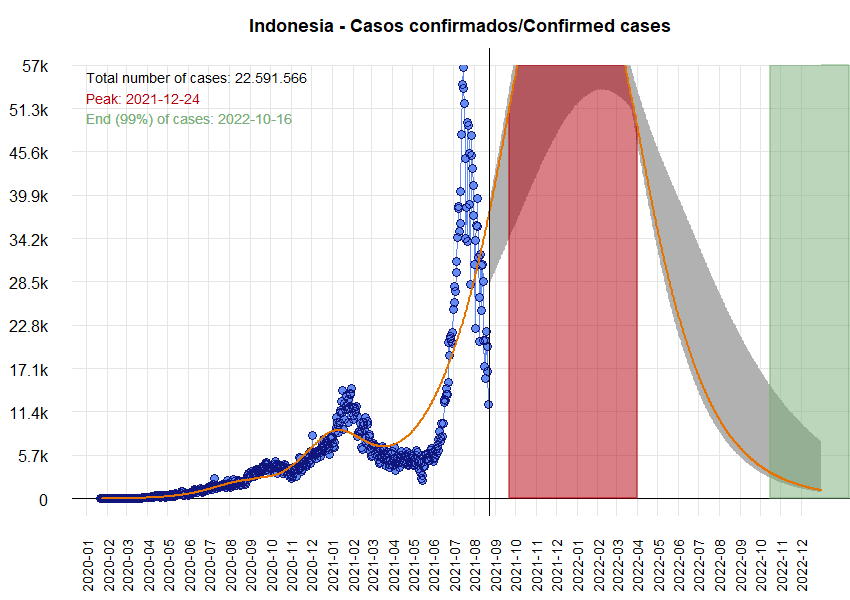 Indonesia - Casos confirmados/Confirmed cases
57k
51.3k
45.6k
39.9k
34.2k
28.5k
22.8k
17.1k
11.4k
5.7k
0
Total number of cases: 22.591.566
Peak: 2021-12-24
End (99%) of cases: 2022-10-16
2020-01
2020-02
2020-03
2020-04
2020-05
2020-06
2020-07
2020-08
2020-09
2020-10
2020-11
2020-12
2021-01
2021-02
2021-03
2021-04
2021-05
2021-06
2021-07
2021-08
2021-09
2021-10
2021-11
2021-12
2022-01
2022-02
2022-03
2022-04
2022-05
2022-06
2022-07
2022-08
2022-09
2022-10
2022-11
2022-12